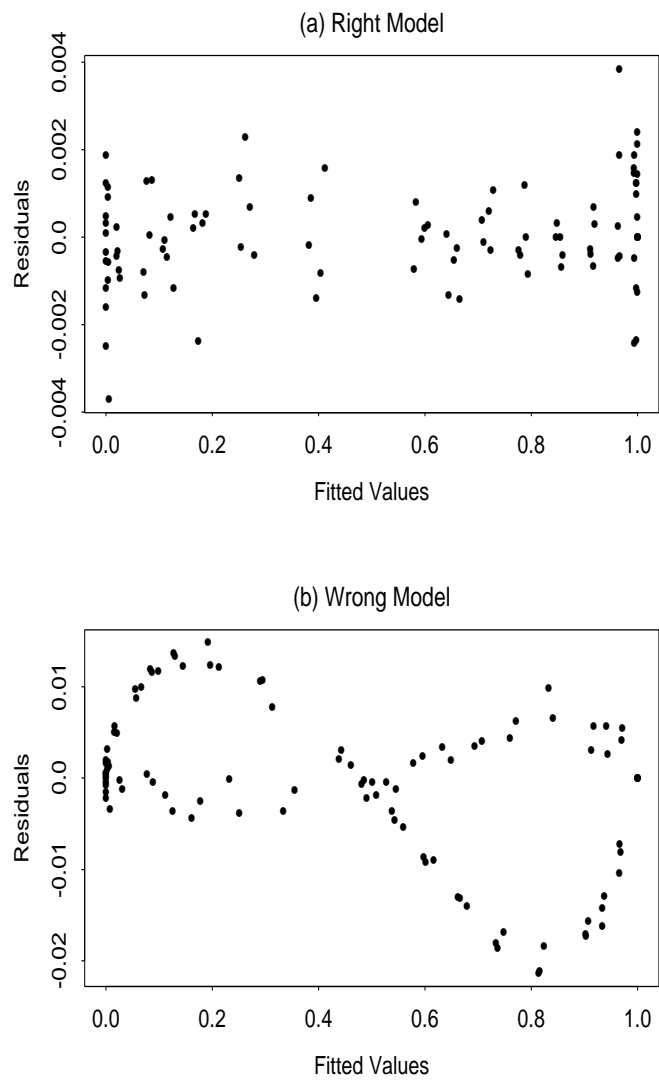 (a) Right Model
0.004
0.002
0.0
-0.002
-0.004
Residuals
0.0 0.2 0.4 0.6 0.8 1.0
Fitted Values
(b) Wrong Model
0.01
0.0
-0.01
-0.02
Residuals
0.0 0.2 0.4 0.6 0.8 1.0
Fitted Values